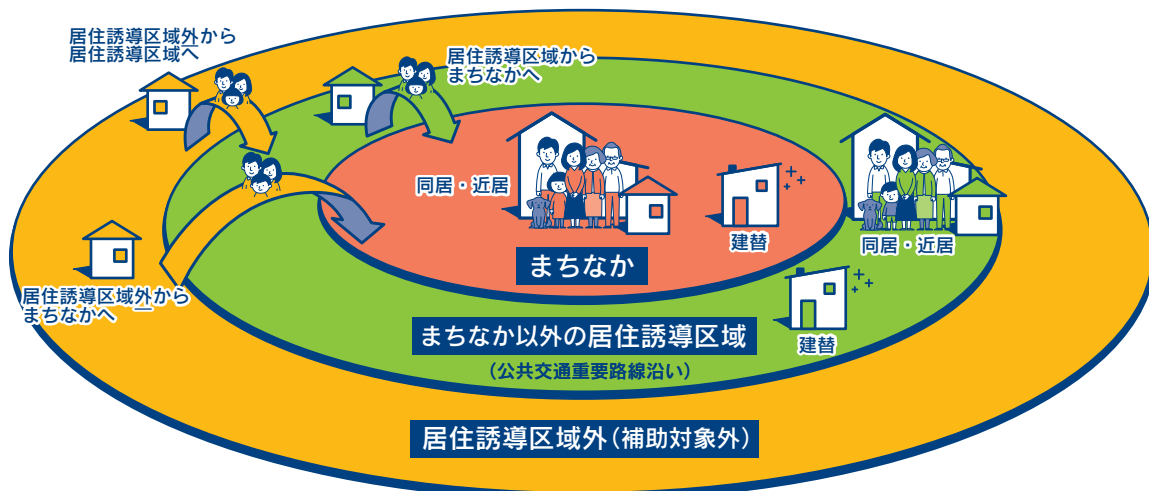 居住誘導区域外から
居住誘導区域へ
居住誘導区域から
まちなかへ
同居・近居
建替
同居・近居
まちなか
居住誘導区域外から
まちなかへ
建替
まちなか以外の居住誘導区域
(公共交通重要路線沿い)
居住誘導区域外(補助対象外)